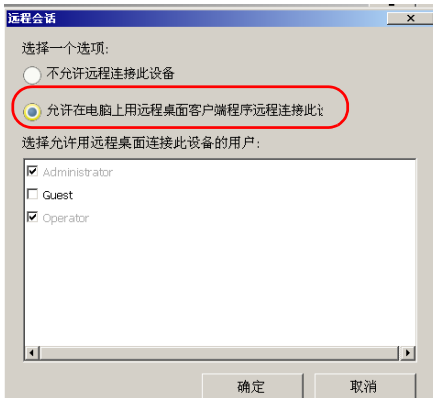 远程会话
选择一个选项:
不允许远程连接此设备
允许在电脑上用远程桌面客户端程序远程连接此
选择允许用远程桌面连接此设备的用户:
Administrator
Guest
Operator
确定
取消